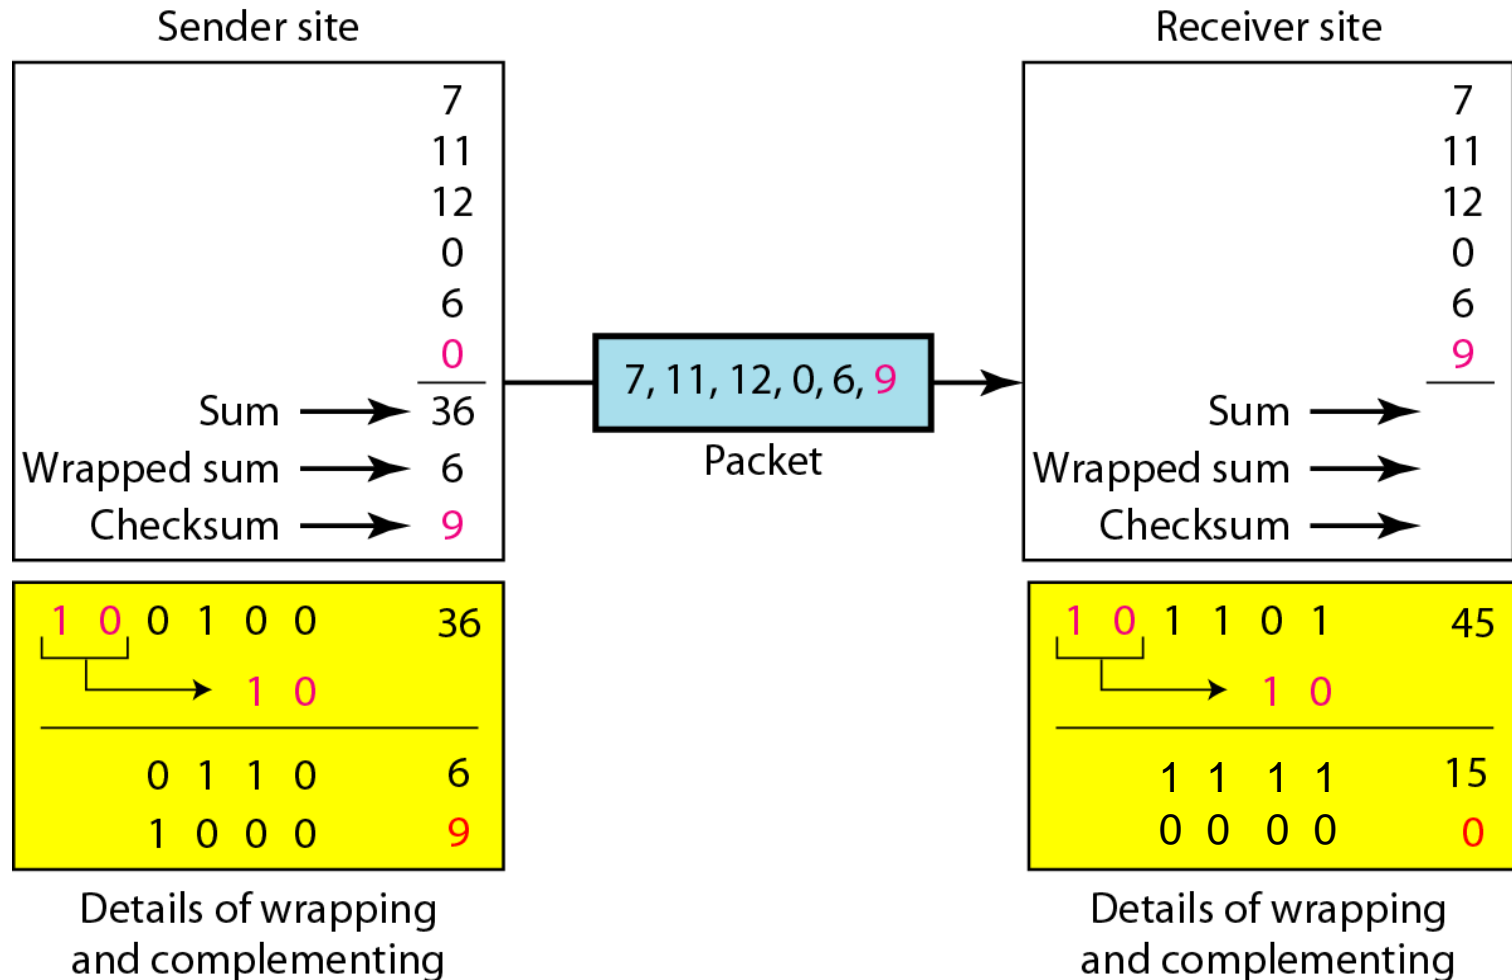 Sender site
7
11
12
0
6
0
Sum 36
Wrapped sum 6
Checksum 9
7, 11, 12, 0, 6, 9
Packet
Receiver site
7
11
12
0
6
9
Sum
Wrapped sum
Checksum
1 0 0 1 0 0 36
1 0
0 1 1 0 6
1 0 0 0 9
Details of wrapping
and complementing
1 0 1 1 0 1 45
1 0
1 1 1 1 15
0 0 0 0 0
Details of wrapping
and complementing